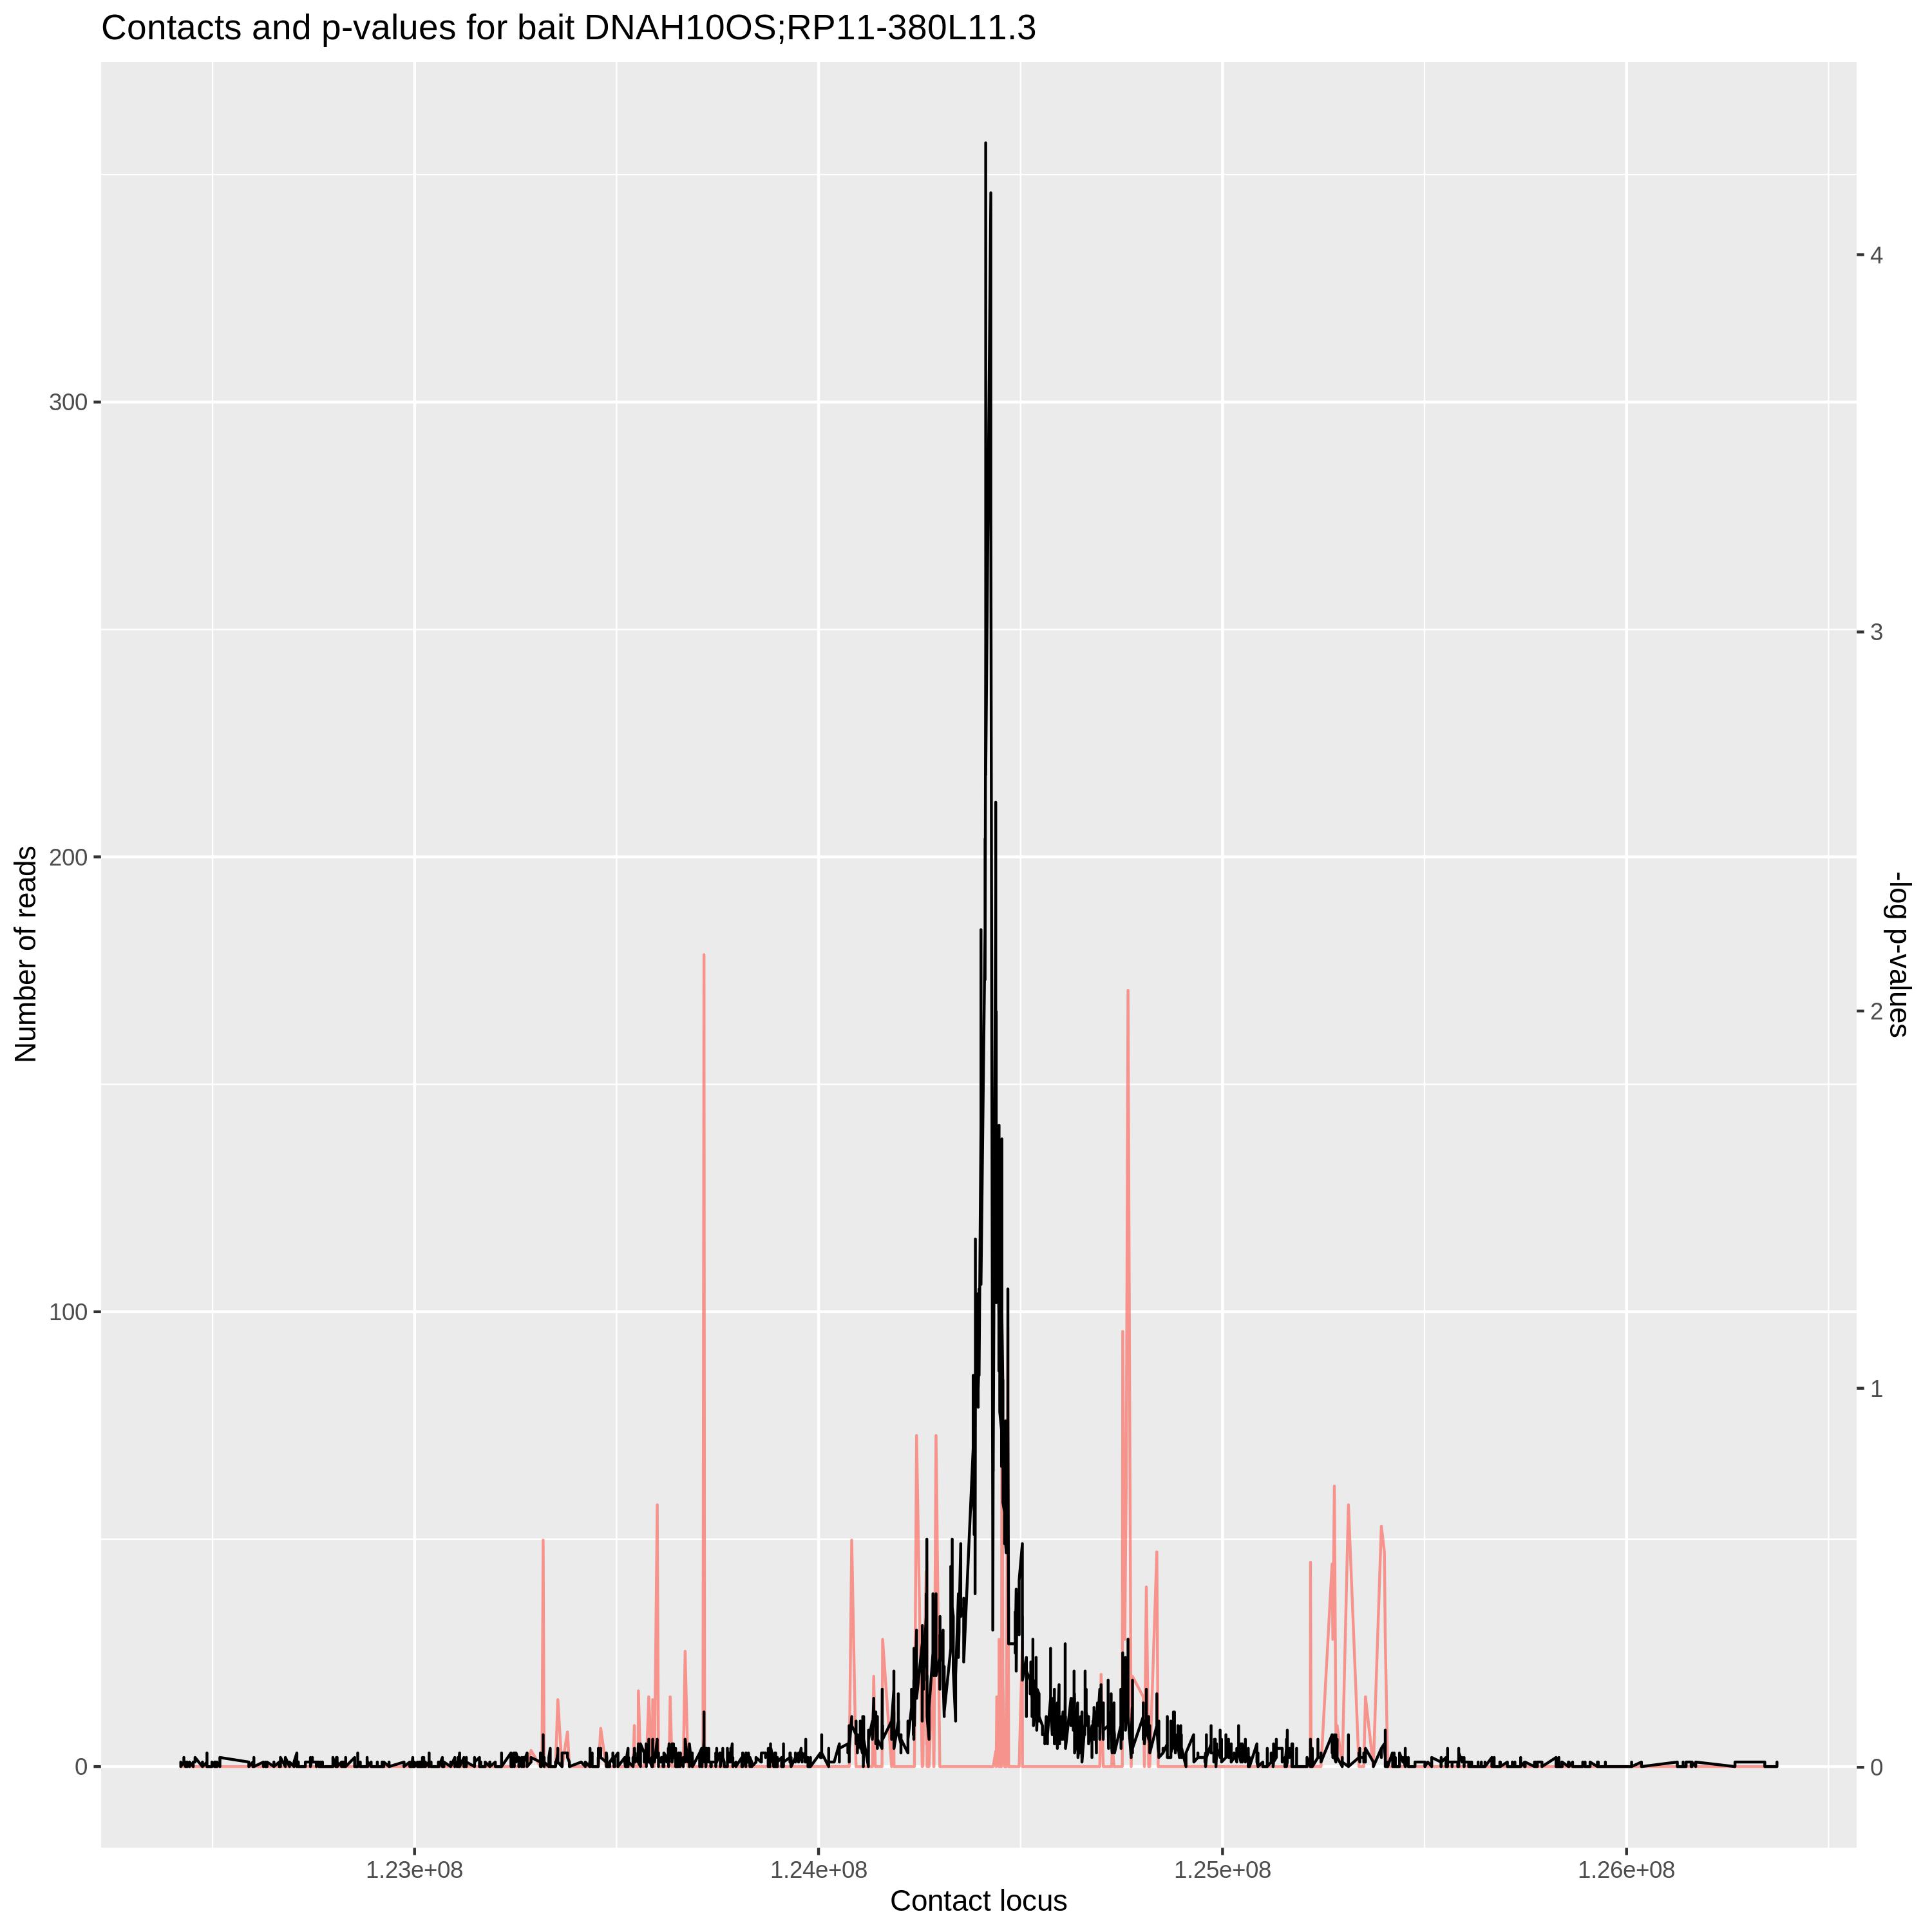 Contacts and p-values for bait DNAH10OS;RP11-380L11.3
Number of reads
300
200
100
0
4
3
2
1
0
-log p-values
1.23e+08
1.24e+08
1.25e+08
1.26e+08
Contact locus